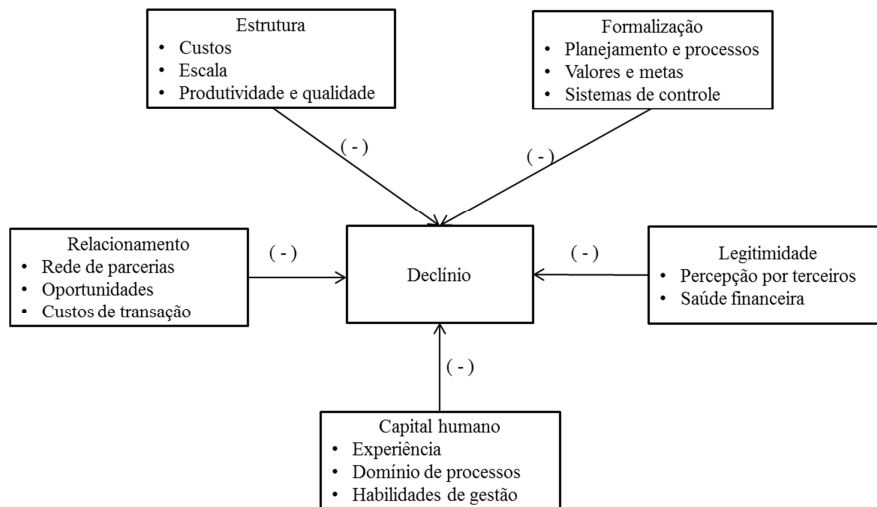 Estrutura
• Custos
• Escala
• Produtividade e qualidade
Formalização
• Planejamento e processos
• Valores e metas
• Sistemas de controle
( - )
( - )
Relacionamento
• Rede de parcerias
• Oportunidades
• Custos de transação
( - )
Declínio
( - )
Legitimidade
• Percepção por terceiros
• Saúde financeira
( - )
Capital humano
• Experiência
• Domínio de processos
• Habilidades de gestão